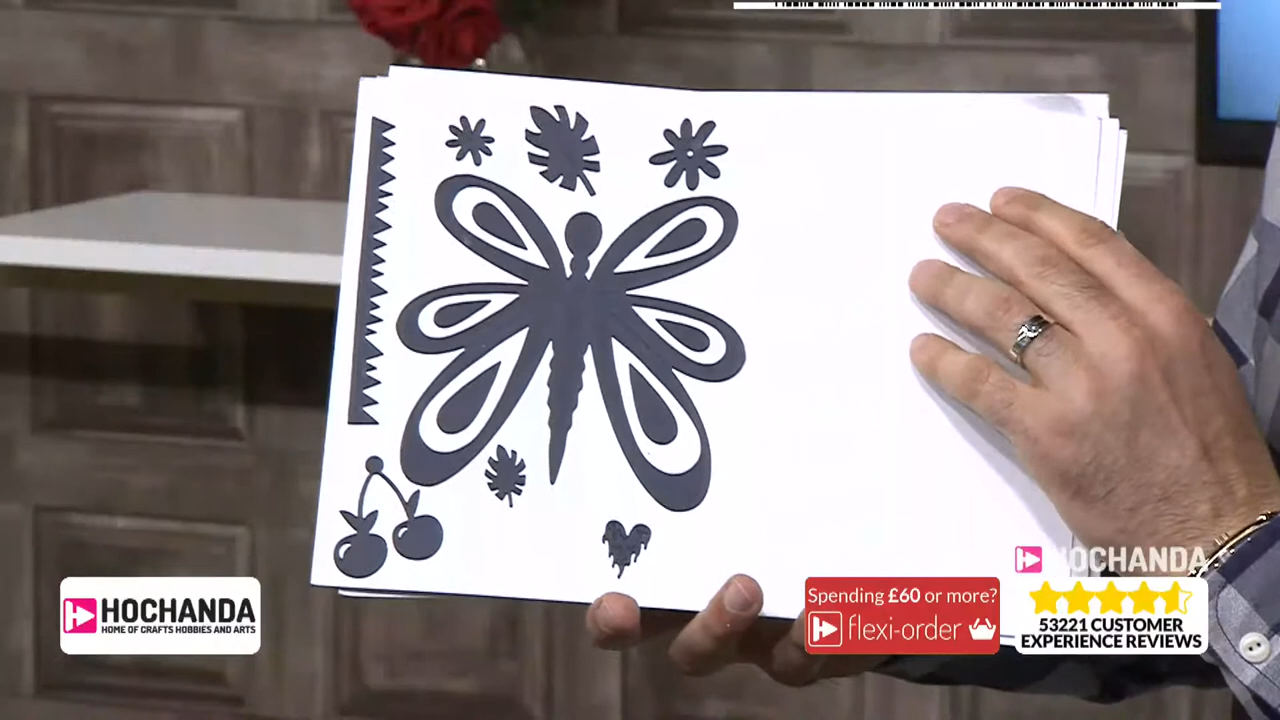 HOCHANDA
HOME OF CRAFTS HOBBIES AND ARTS
Spending £60 or more?
flexi-order
HOCHANDA
53221 CUSTOMER
EXPERIENCE REVIEWS